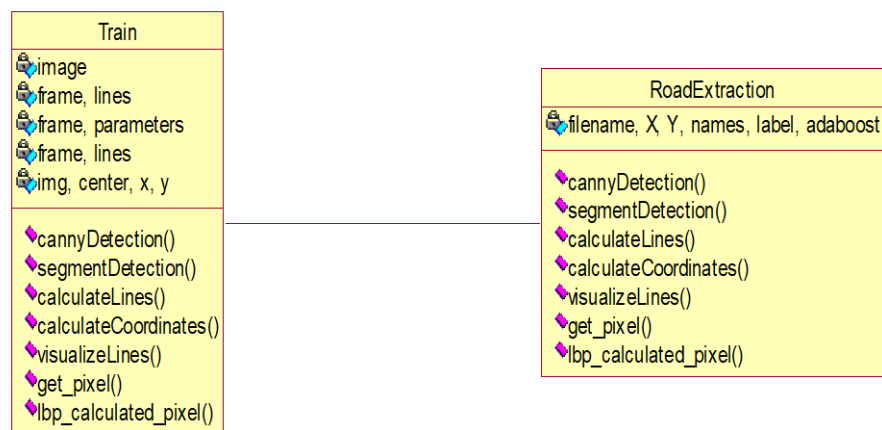 Train
image
frame, lines
frame, parameters
frame, lines
img, center, x, y
cannyDetection()
segmentDetection()
calculateLines()
calculateCoordinates()
visualizeLines()
get_pixel()
lbp_calculated_pixel()
RoadExtraction
filename, X, Y, names, label, adaboost
cannyDetection()
segmentDetection()
calculateLines()
calculateCoordinates()
visualizeLines()
get_pixel()
lbp_calculated_pixel()